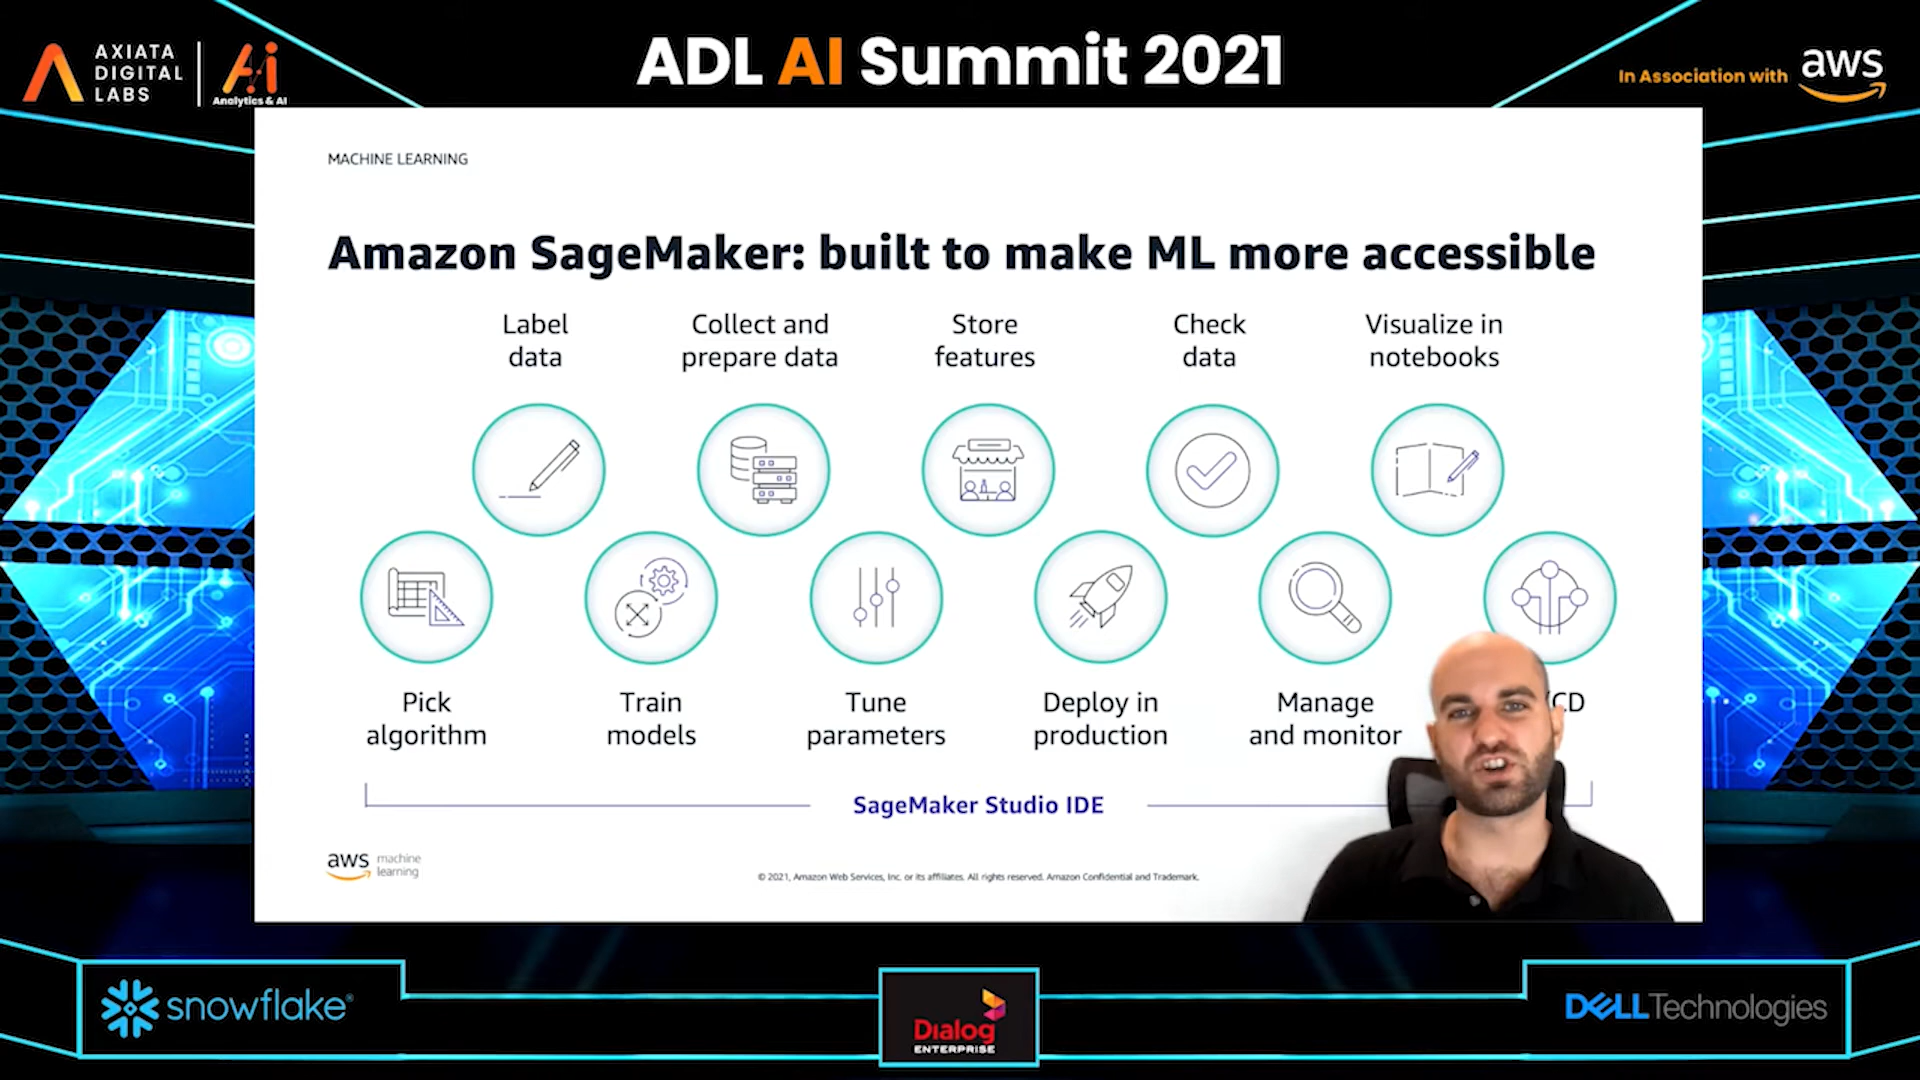 AXIATA
DIGITAL
LABS
Ai
Analytics & AI
ADL AI Summit 2021
In Association with aws
MACHINE LEARNING
Amazon SageMaker: built to make ML more accessible
Label
data
Collect and
prepare data
Store
features
Check
data
Visualize in
notebooks
Pick
algorithm
Train
models
Tune
parameters
Deploy in
production
Manage
and monitor
CD
SageMaker Studio IDE
aws machine
learning
© 2021, Amazon Web Services, Inc. or its affiliates. All rights reserved. Amazon Confidential and Trademark.
snowflake®
Dialog
ENTERPRISE
DELL Technologies